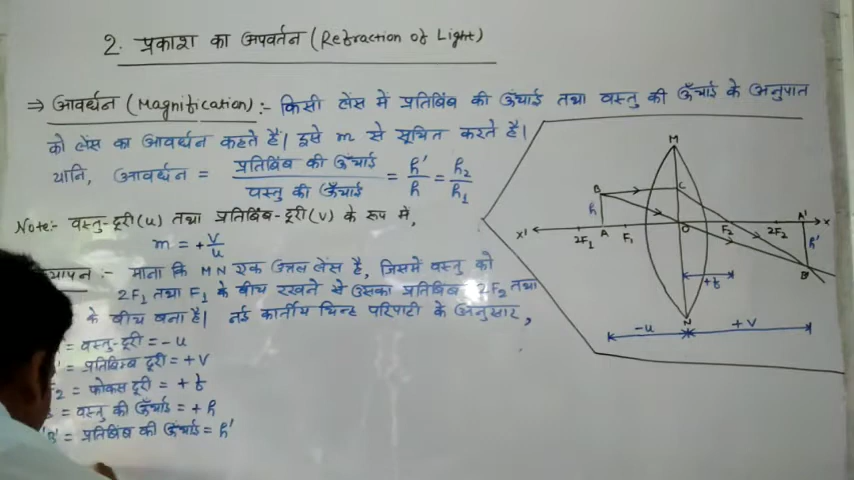 2. प्रकाश का अपवर्तन (Refraction of Light)
⇒ आवर्धन (Magnification) :- किसी लेंस में प्रतिबिंब की ऊंचाई तथा वस्तु की ऊँचाई के अनुपात
को लेंस का आवर्धन कहते हैं। इसे m से सूचित करते हैं।
यानि, आवर्धन = प्रतिबिंब की ऊँचाई / वस्तु की ऊँचाई = h'/h = h2/h1
Note:- वस्तु-दूरी (u) तथा प्रतिबिंब-दूरी (v) के रूप में,
m = +v/u
:- माना कि MN एक उत्तल लेंस है, जिसमें वस्तु को
2F1 तथा F1 के बीच रखने से उसका प्रतिबिंब 2F2 तथा
के बीच बना है। नई कार्तीय चिन्ह परिपाटी के अनुसार,
= वस्तु-दूरी = -u
= प्रतिबिम्ब दूरी = +v
F2 = फोकस दूरी = +f
= वस्तु की ऊँचाई = +h
'B' = प्रतिबिंब की ऊंचाई = h'
M
B
C
h
X'
2F1
A
F1
O
F2
2F2
A'
X
h'
B'
+f
N
-u
+v